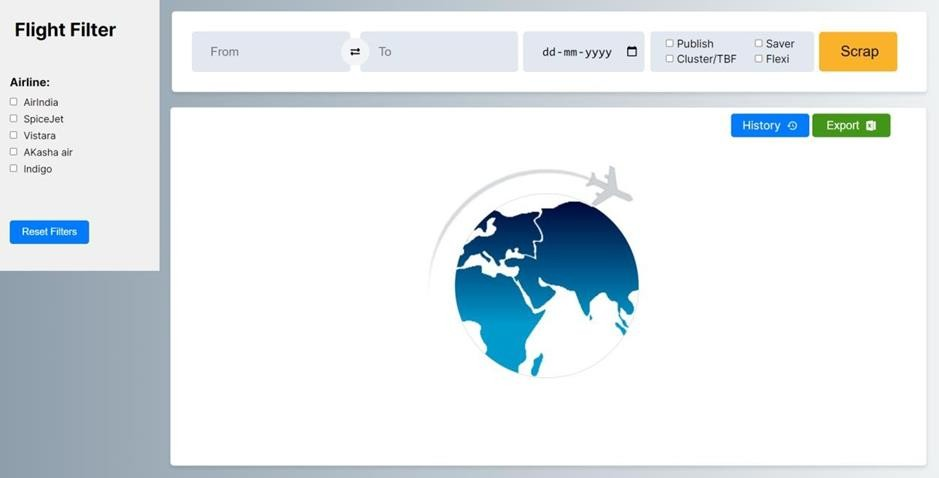 Flight Filter
Airline:
AirIndia
SpiceJet
Vistara
AKasha air
Indigo
Reset Filters
From
To
dd-mm-yyyy
Publish
Saver
Cluster/TBF
Flexi
Scrap
History
Export